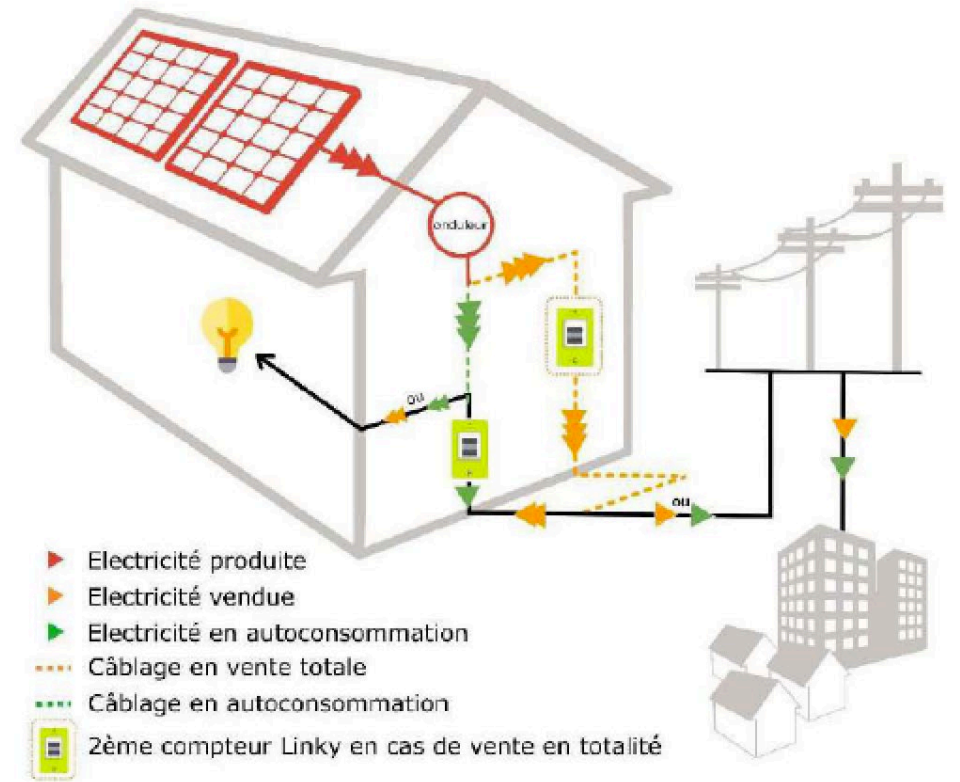 onduleur
ou
ou
Electricité produite
Electricité vendue
Electricité en autoconsommation
Câblage en vente totale
Câblage en autoconsommation
2ème compteur Linky en cas de vente en totalité